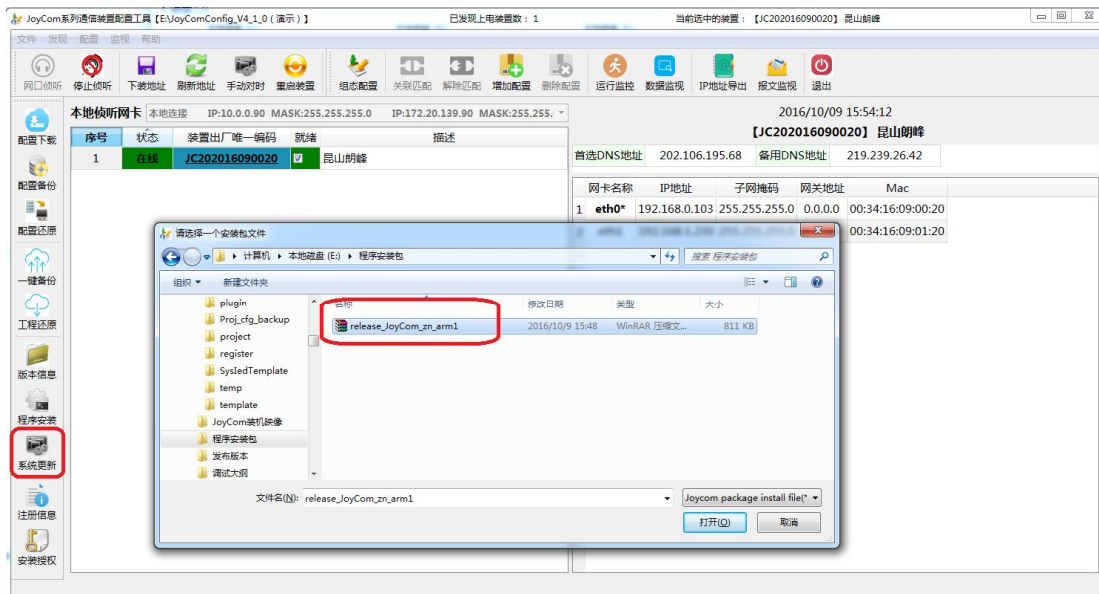 JoyCom系列通信装置配置工具【E:\JoyComConfig_V4_1_0（演示）】 已发现上电装置数：1 当前选中的装置：【JC202016090020】昆山朗峰
文件 发现 配置 监视 帮助
网口侦听 停止侦听 下装地址 刷新地址 手动对时 重启装置 组态配置 关联匹配 解除匹配 增加配置 删除配置 运行监控 数据监视 IP地址导出 报文监视 退出
配置下载
配置备份
配置还原
一键备份
工程还原
版本信息
程序安装
系统更新
注册信息
安装授权
本地侦听网卡 本地连接 IP:10.0.0.90 MASK:255.255.255.0 IP:172.20.139.90 MASK:255.255.
序号 状态 装置出厂唯一编码 就绪 描述
1 在线 JC202016090020 昆山朗峰
2016/10/09 15:54:12
【JC202016090020】 昆山朗峰
首选DNS地址 202.106.195.68 备用DNS地址 219.239.26.42
网卡名称 IP地址 子网掩码 网关地址 Mac
1 eth0* 192.168.0.103 255.255.255.0 0.0.0.0 00:34:16:09:00:20
00:34:16:09:01:20
请选择一个安装包文件
计算机 本地磁盘 (E:) 程序安装包
搜索 程序安装包
组织 新建文件夹
plugin
Proj_cfg_backup
project
register
SysledTemplate
temp
template
JoyCom装机映像
程序安装包
发布版本
调试大纲
名称 修改日期 类型 大小
release_JoyCom_zn_arm1 2016/10/9 15:48 WinRAR 压缩文... 811 KB
文件名(N): release_JoyCom_zn_arm1 Joycom package install file(*
打开(O) 取消